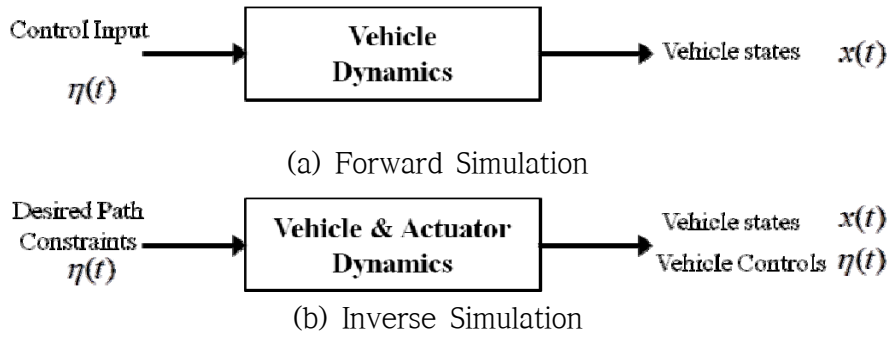 Control Input
η(t)
Vehicle
Dynamics
Vehicle states x(t)
(a) Forward Simulation
Desired Path
Constraints
η(t)
Vehicle & Actuator
Dynamics
Vehicle states x(t)
Vehicle Controls η(t)
(b) Inverse Simulation